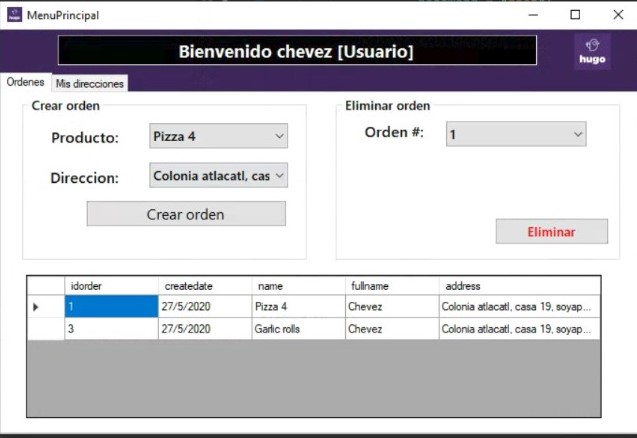 hugo MenuPrincipal
Bienvenido chevez [Usuario]
hugo
Ordenes Mis direcciones
Crear orden
Producto: Pizza 4
Direccion: Colonia atlacatl, cas
Crear orden
Eliminar orden
Orden #: 1
Eliminar
idorder createdate name fullname address
1 27/5/2020 Pizza 4 Chevez Colonia atlacatl, casa 19, soyap...
3 27/5/2020 Garlic rolls Chevez Colonia atlacatl, casa 19, soyap...